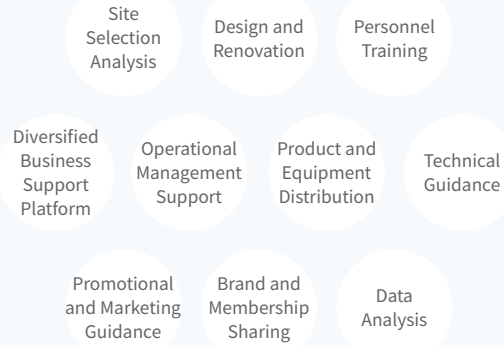 Site
Selection
Analysis
Design and
Renovation
Personnel
Training
Diversified
Business
Support
Platform
Operational
Management
Support
Product and
Equipment
Distribution
Technical
Guidance
Promotional
and Marketing
Guidance
Brand and
Membership
Sharing
Data
Analysis